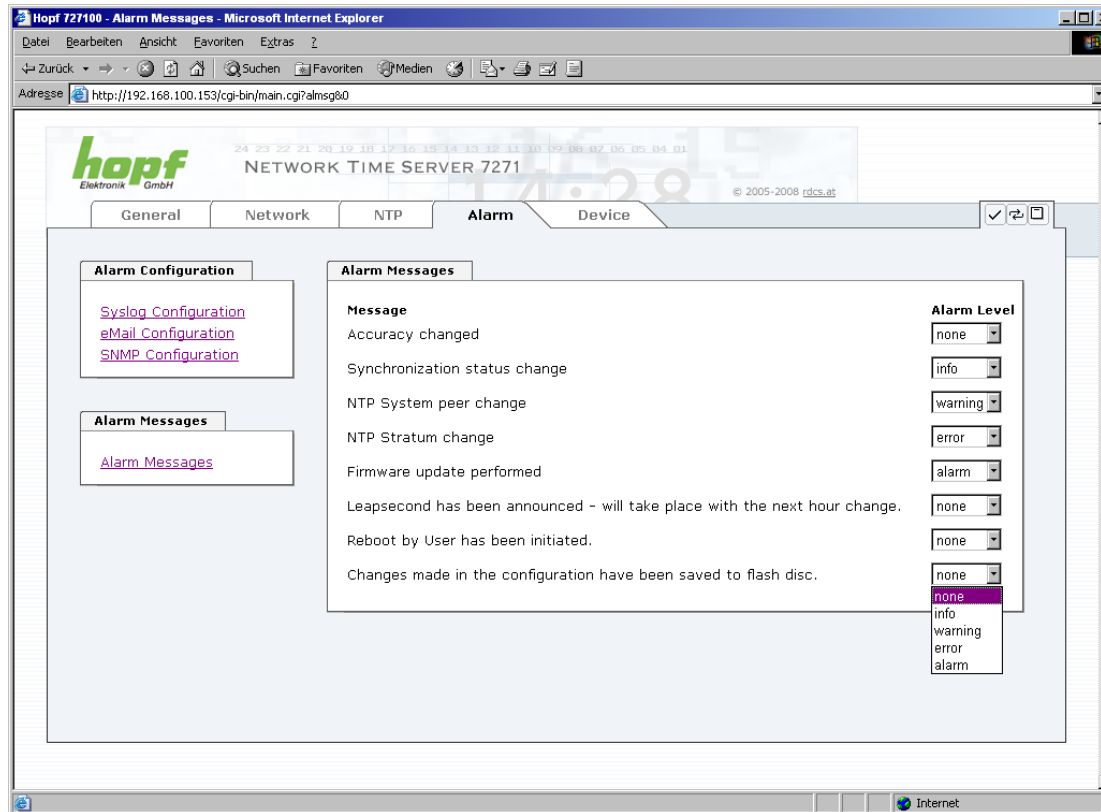 Hopf 727100 - Alarm Messages - Microsoft Internet Explorer
Datei Bearbeiten Ansicht Favoriten Extras ?
Zurück Suchen Favoriten Medien
Adresse http://192.168.100.153/cgi-bin/main.cgi?almsg&0
hopf
Elektronik GmbH
24 23 22 21 20 19 18 17 16 15 14 13 12 11 10 09 08 07 06 05 04 01
NETWORK TIME SERVER 7271
14:28
© 2005-2008 rdcs.at
General Network NTP Alarm Device
Alarm Configuration
Syslog Configuration
eMail Configuration
SNMP Configuration
Alarm Messages
Alarm Messages
Alarm Messages
Message Alarm Level
Accuracy changed none
Synchronization status change info
NTP System peer change warning
NTP Stratum change error
Firmware update performed alarm
Leapsecond has been announced - will take place with the next hour change. none
Reboot by User has been initiated. none
Changes made in the configuration have been saved to flash disc. none
none
info
warning
error
alarm
Internet